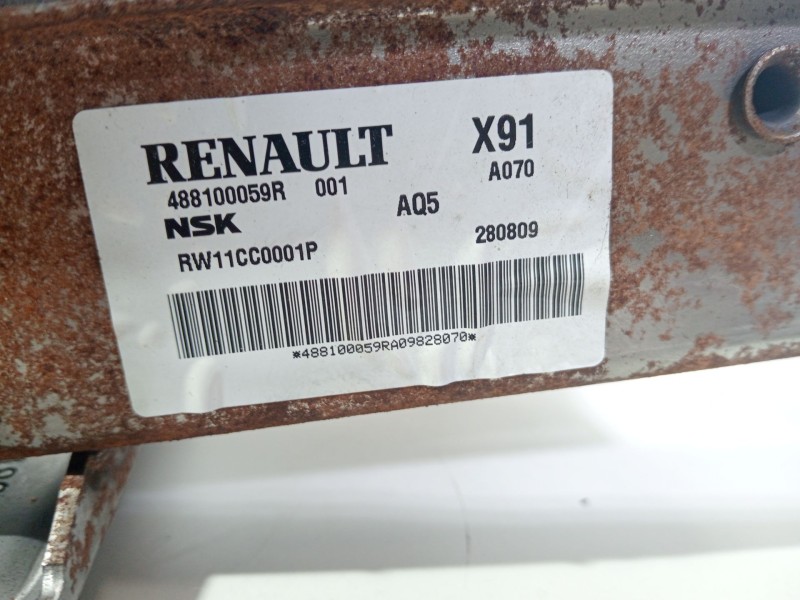 RENAULT X91
488100059R 001 A070
NSK AQ5
RW11CC0001P 280809
*488100059RA09828070*